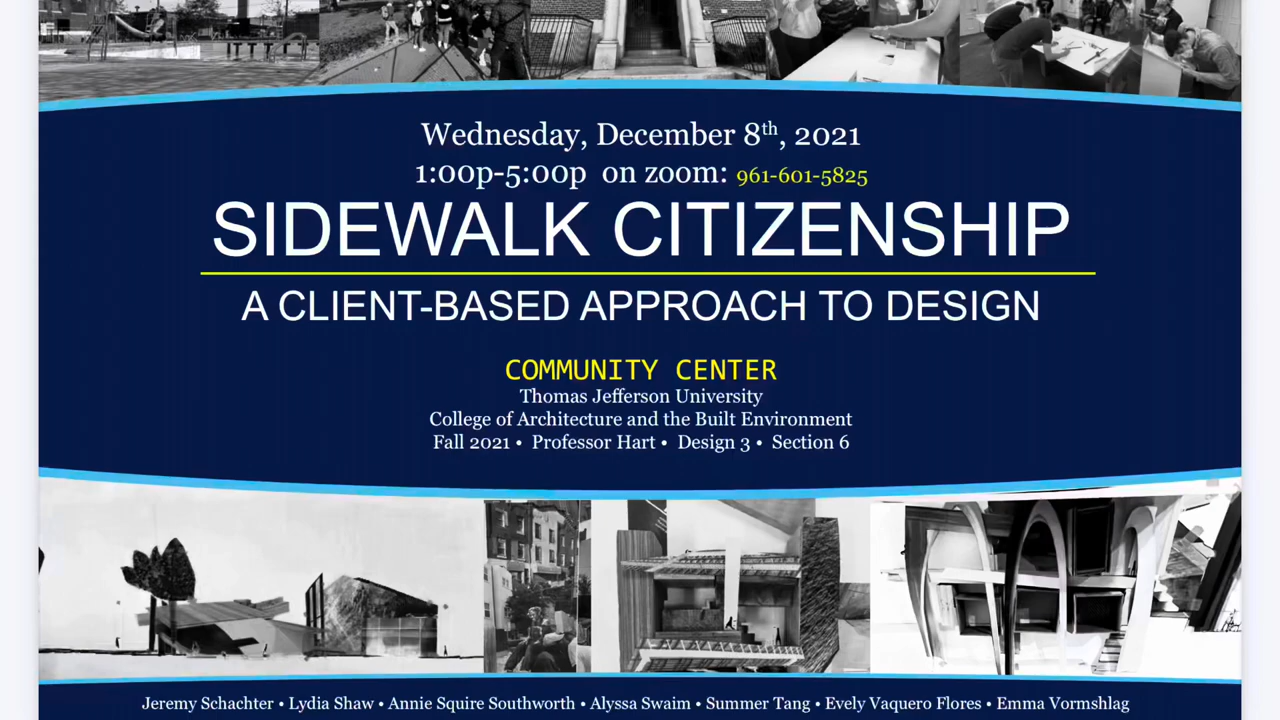 Wednesday, December 8th, 2021
1:00p-5:00p on zoom: 961-601-5825
SIDEWALK CITIZENSHIP
A CLIENT-BASED APPROACH TO DESIGN
COMMUNITY CENTER
Thomas Jefferson University
College of Architecture and the Built Environment
Fall 2021 • Professor Hart • Design 3 • Section 6
Jeremy Schachter • Lydia Shaw • Annie Squire Southworth • Alyssa Swaim • Summer Tang • Evely Vaquero Flores • Emma Vormshlag